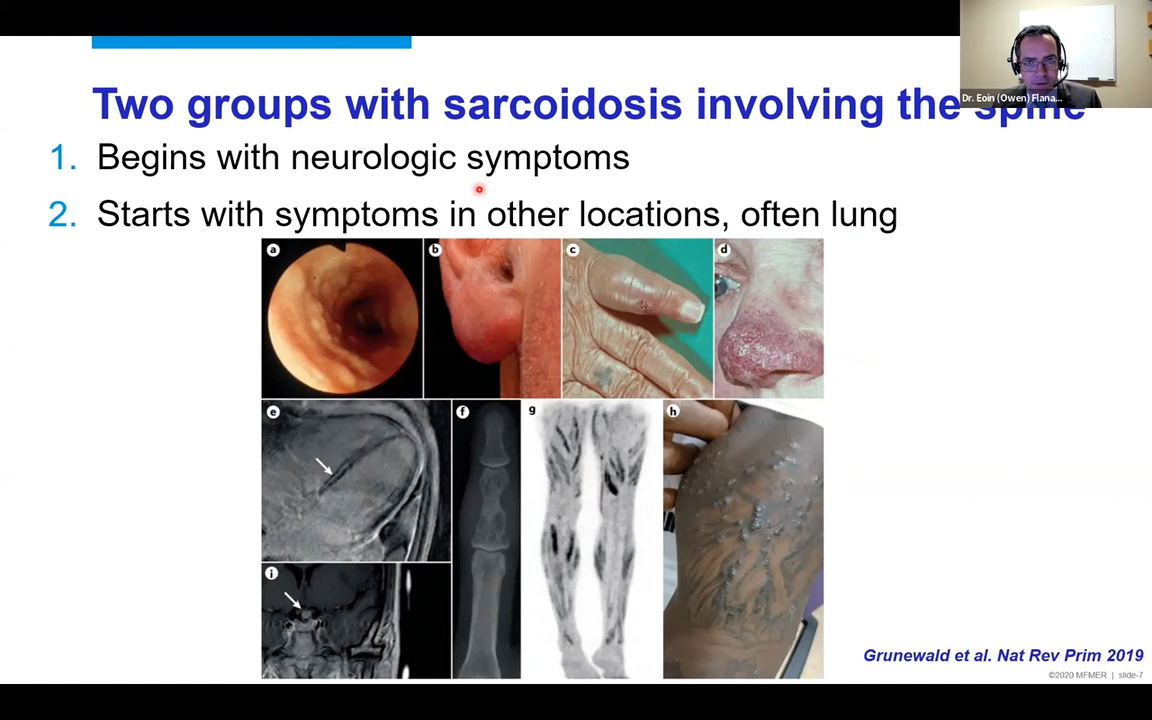 Dr. Eoin (Owen) Flana...
Two groups with sarcoidosis involving the spine
1. Begins with neurologic symptoms
2. Starts with symptoms in other locations, often lung
a
b
c
d
e
f
g
h
i
Grunewald et al. Nat Rev Prim 2019
©2020 MFMER | slide-7